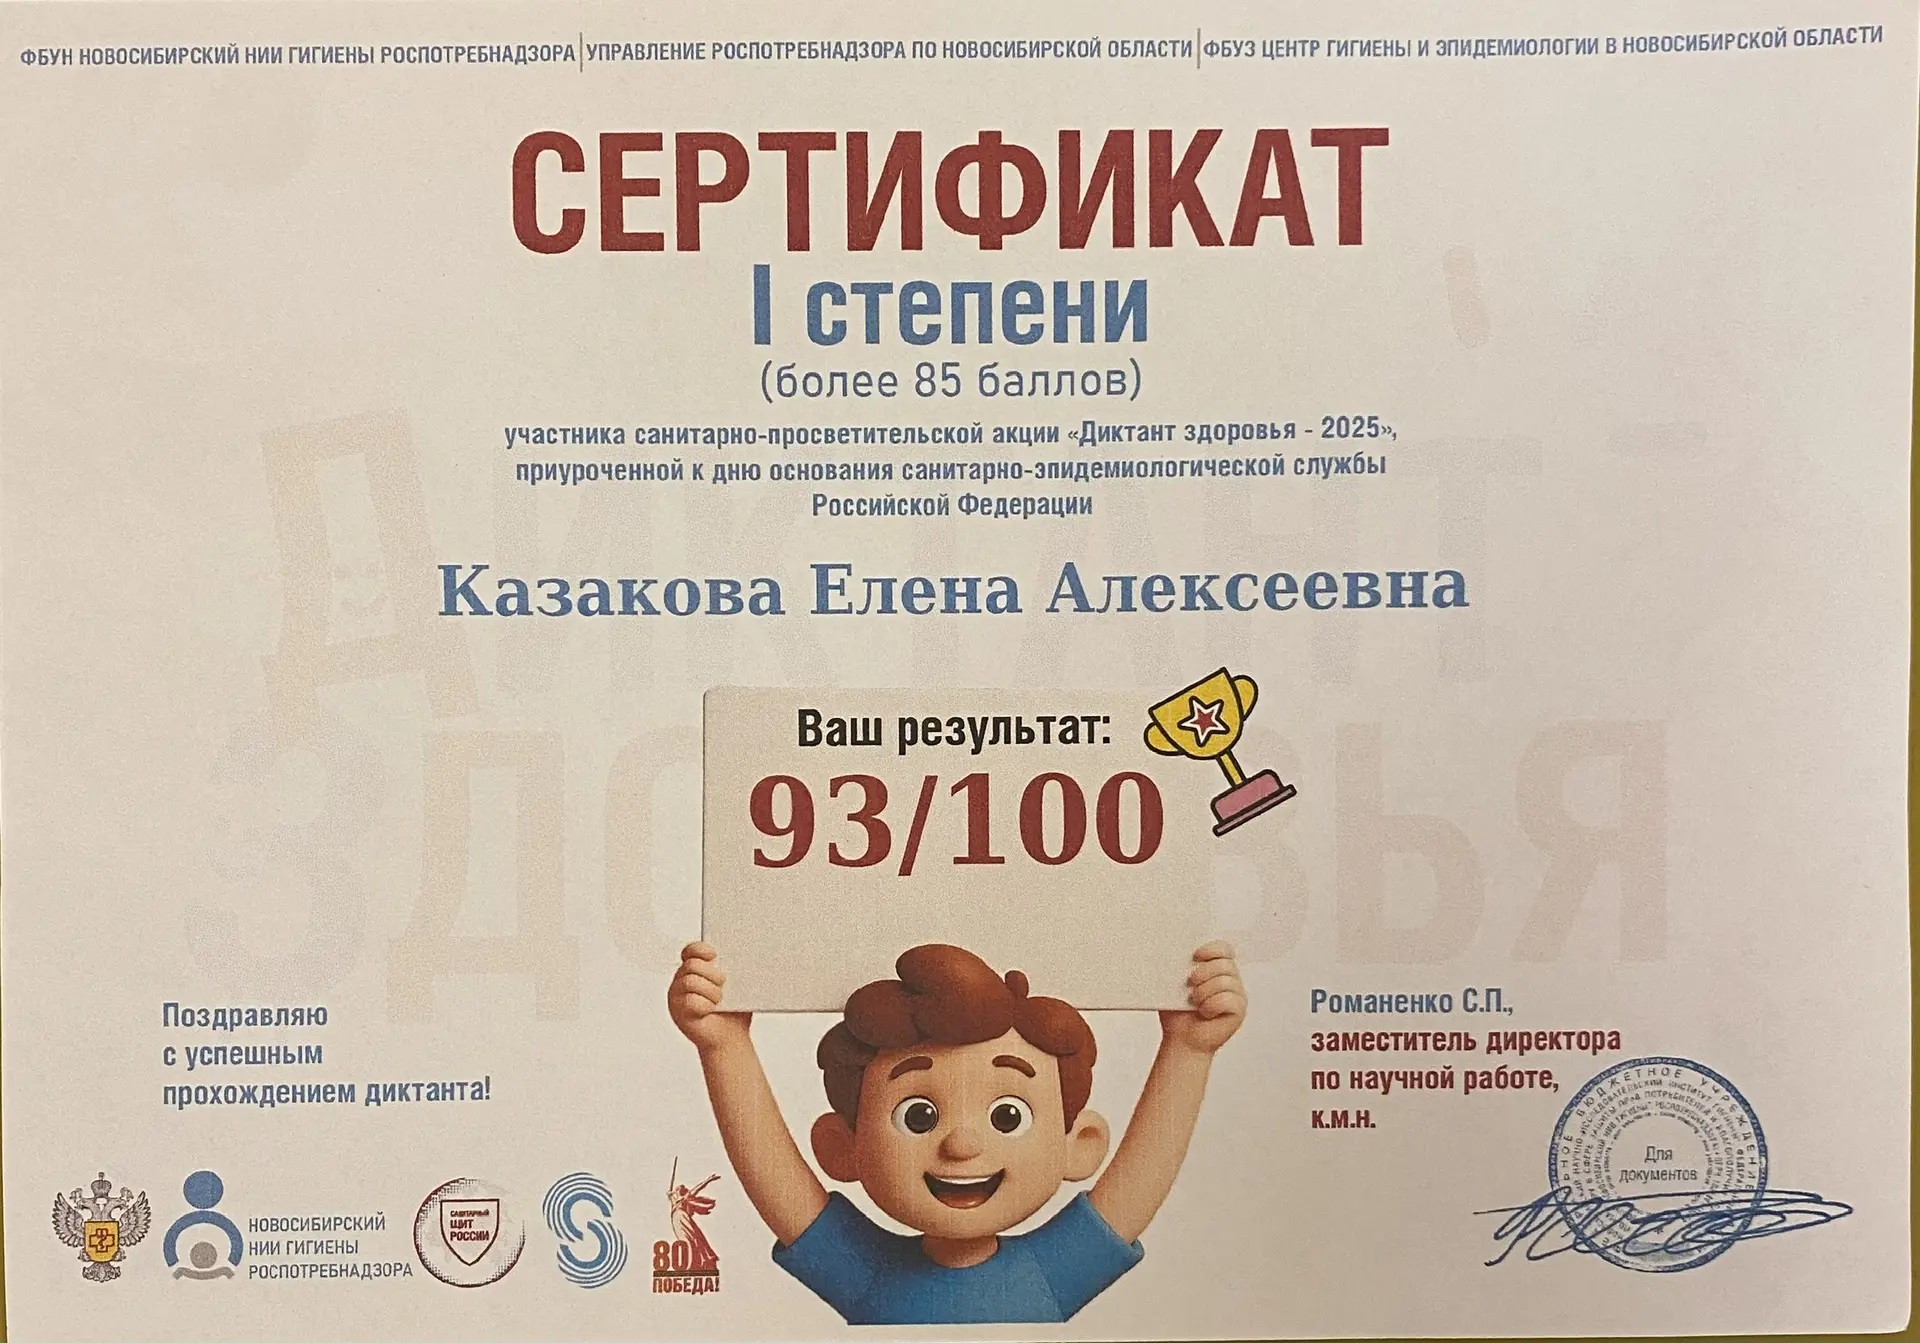 ФБУН НОВОСИБИРСКИЙ НИИ ГИГИЕНЫ РОСПОТРЕБНАДЗОРА | УПРАВЛЕНИЕ РОСПОТРЕБНАДЗОРА ПО НОВОСИБИРСКОЙ ОБЛАСТИ | ФБУЗ ЦЕНТР ГИГИЕНЫ И ЭПИДЕМИОЛОГИИ В НОВОСИБИРСКОЙ ОБЛАСТИ
СЕРТИФИКАТ
I степени
(более 85 баллов)
участника санитарно-просветительской акции «Диктант здоровья - 2025»,
приуроченной к дню основания санитарно-эпидемиологической службы
Российской Федерации
Казакова Елена Алексеевна
Ваш результат:
93/100
Поздравляю
с успешным
прохождением диктанта!
Романенко С.П.,
заместитель директора
по научной работе,
к.м.н.
Для
документов
НОВОСИБИРСКИЙ
НИИ ГИГИЕНЫ
РОСПОТРЕБНАДЗОРА
САНИТАРНЫЙ
ЩИТ
РОССИИ
80
ПОБЕДА!